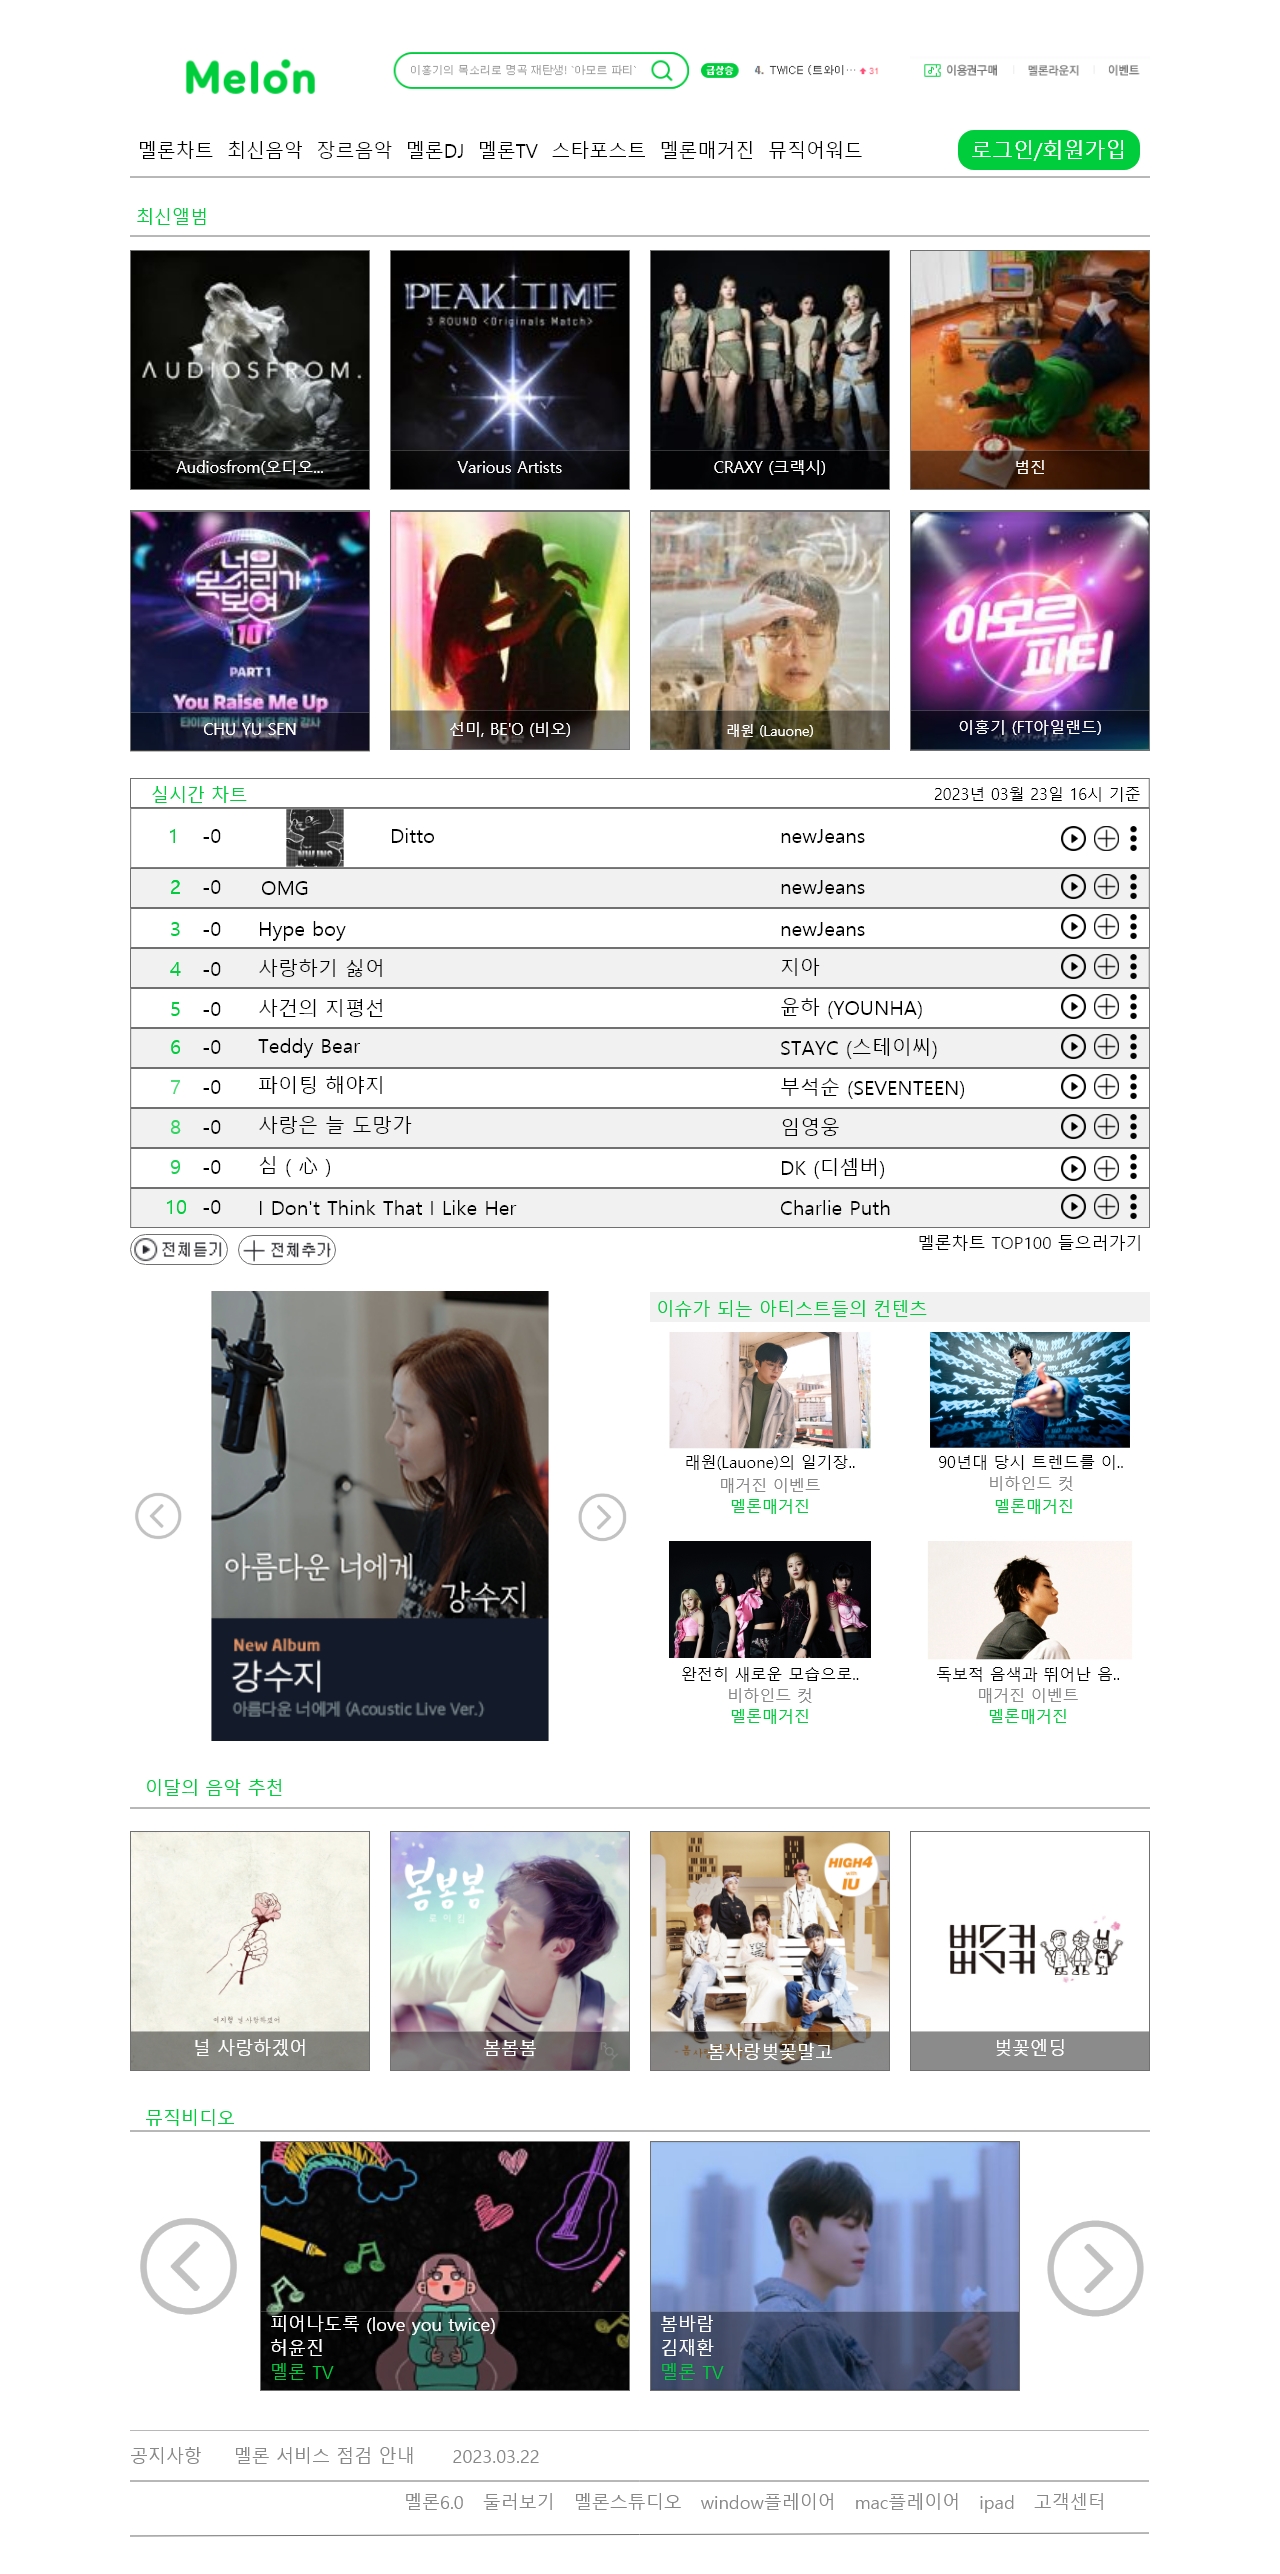 Melon
이홍기의 목소리로 명곡 재탄생! `아모르 파티`
급상승 4. TWICE (트와이… 31
이용권구매 멜론라운지 이벤트
멜론차트 최신음악 장르음악 멜론DJ 멜론TV 스타포스트 멜론매거진 뮤직어워드 로그인/회원가입
최신앨범
AUDIOSFROM.
Audiosfrom(오디오...
PEAK TIME
3 ROUND <Originals Match>
Various Artists
CRAXY (크랙시)
범진
너의
목소리가
보여
10
PART 1
You Raise Me Up
CHU YU SEN
선미, BE'O (비오)
래원 (Lauone)
아모르
파티
이홍기 (FT아일랜드)
실시간 차트 2023년 03월 23일 16시 기준
1 -0 Ditto newJeans
2 -0 OMG newJeans
3 -0 Hype boy newJeans
4 -0 사랑하기 싫어 지아
5 -0 사건의 지평선 윤하 (YOUNHA)
6 -0 Teddy Bear STAYC (스테이씨)
7 -0 파이팅 해야지 부석순 (SEVENTEEN)
8 -0 사랑은 늘 도망가 임영웅
9 -0 심 ( 心 ) DK (디셈버)
10 -0 I Don't Think That I Like Her Charlie Puth
전체듣기 전체추가 멜론차트 TOP100 들으러가기
아름다운 너에게
강수지
New Album
강수지
아름다운 너에게 (Acoustic Live Ver.)
이슈가 되는 아티스트들의 컨텐츠
래원(Lauone)의 일기장..
매거진 이벤트
멜론매거진
90년대 당시 트렌드를 이..
비하인드 컷
멜론매거진
완전히 새로운 모습으로..
비하인드 컷
멜론매거진
독보적 음색과 뛰어난 음..
매거진 이벤트
멜론매거진
이달의 음악 추천
널 사랑하겠어
봄봄봄
로이킴
봄봄봄
HIGH4
with
IU
봄사랑벚꽃말고
버스커
버스커
벚꽃엔딩
뮤직비디오
피어나도록 (love you twice)
허윤진
멜론 TV
봄바람
김재환
멜론 TV
공지사항 멜론 서비스 점검 안내 2023.03.22
멜론6.0 둘러보기 멜론스튜디오 window플레이어 mac플레이어 ipad 고객센터